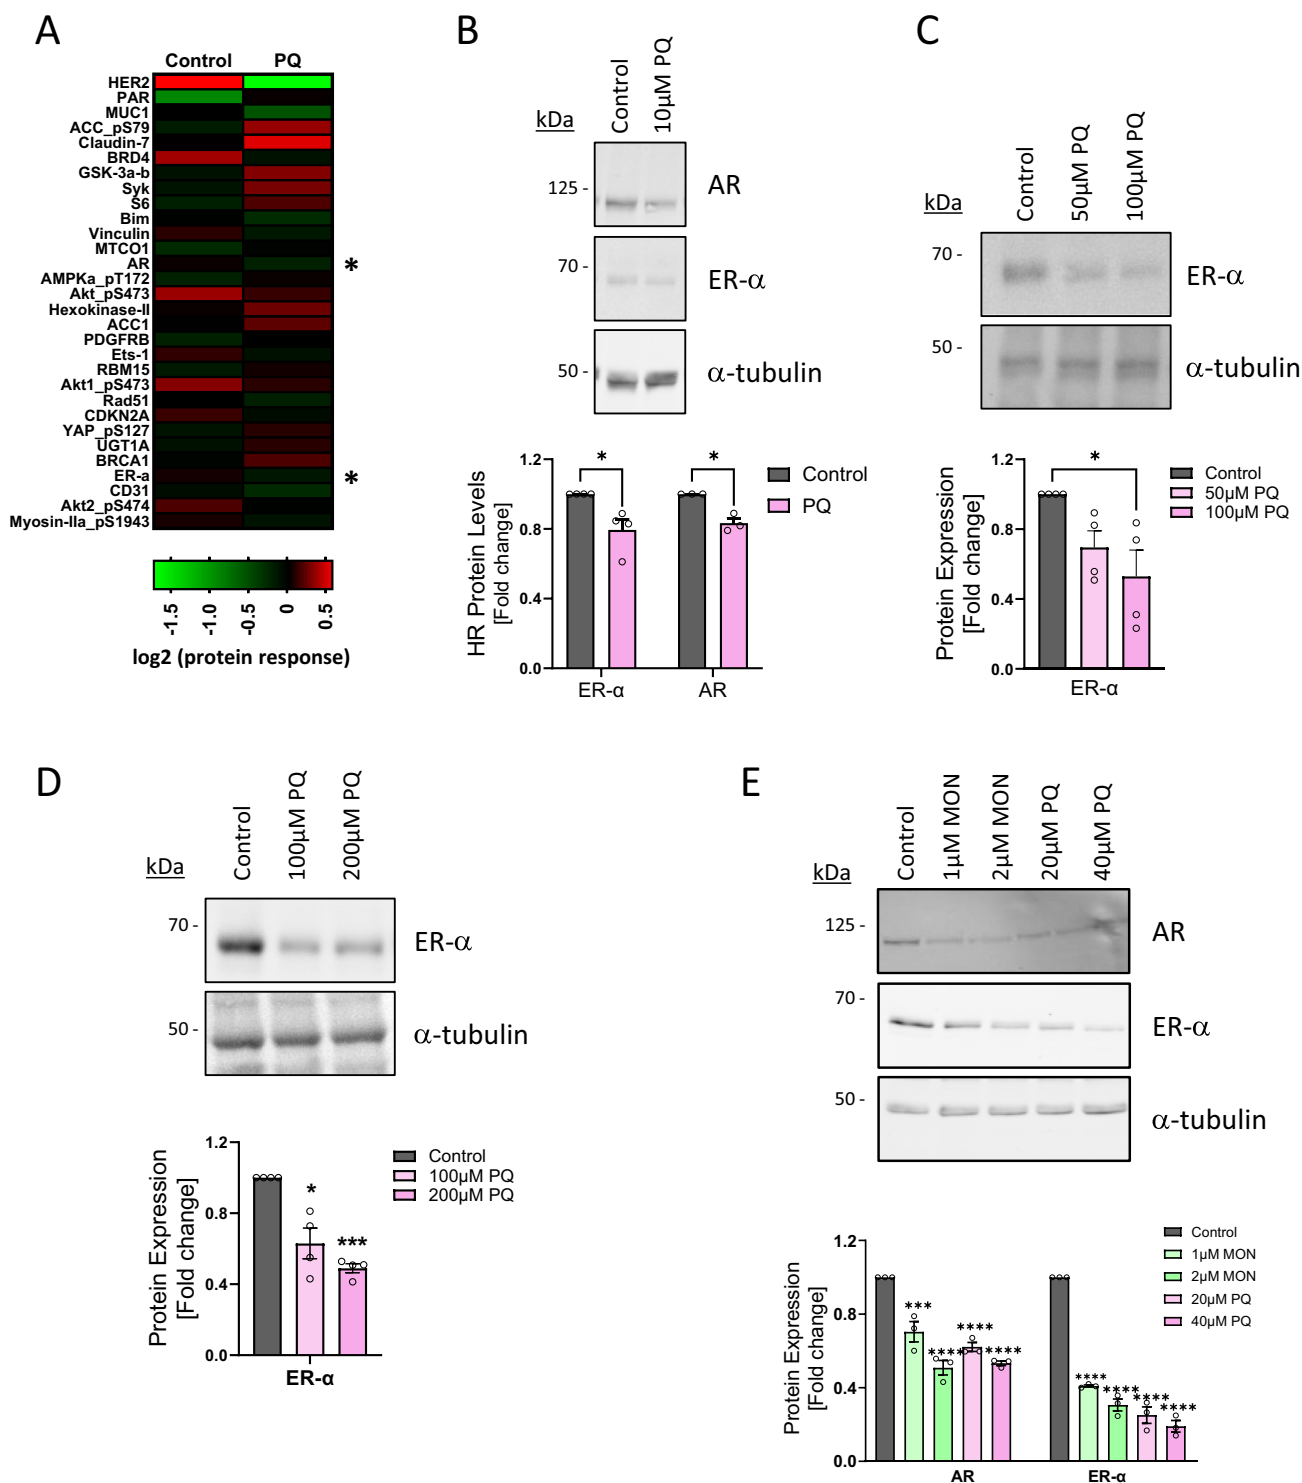 A
Control PQ
HER2
PAR
MUC1
ACC_pS79
Claudin-7
BRD4
GSK-3a-b
Syk
S6
Bim
Vinculin
MTCO1
AR *
AMPKa_pT172
Akt_pS473
Hexokinase-II
ACC1
PDGFRB
Ets-1
RBM15
Akt1_pS473
Rad51
CDKN2A
YAP_pS127
UGT1A
BRCA1
ER-a *
CD31
Akt2_pS474
Myosin-IIa_pS1943
-1.5 -1.0 -0.5 0 0.5
log2 (protein response)
B
kDa Control 10µM PQ
125 - AR
70 - ER-α
50 - α-tubulin
HR Protein Levels
[Fold change]
1.2
0.8
0.4
0.0
* *
Control
PQ
ER-α AR
C
kDa Control 50µM PQ 100µM PQ
70 - ER-α
50 - α-tubulin
Protein Expression
[Fold change]
1.2
0.8
0.4
0.0
*
Control
50µM PQ
100µM PQ
ER-α
D
kDa Control 100µM PQ 200µM PQ
70 - ER-α
50 - α-tubulin
Protein Expression
[Fold change]
1.2
0.8
0.4
0.0
* ***
Control
100µM PQ
200µM PQ
ER-α
E
kDa Control 1µM MON 2µM MON 20µM PQ 40µM PQ
125 - AR
70 - ER-α
50 - α-tubulin
Protein Expression
[Fold change]
1.2
0.8
0.4
0.0
*** **** **** ****
**** **** **** ****
Control
1µM MON
2µM MON
20µM PQ
40µM PQ
AR ER-α